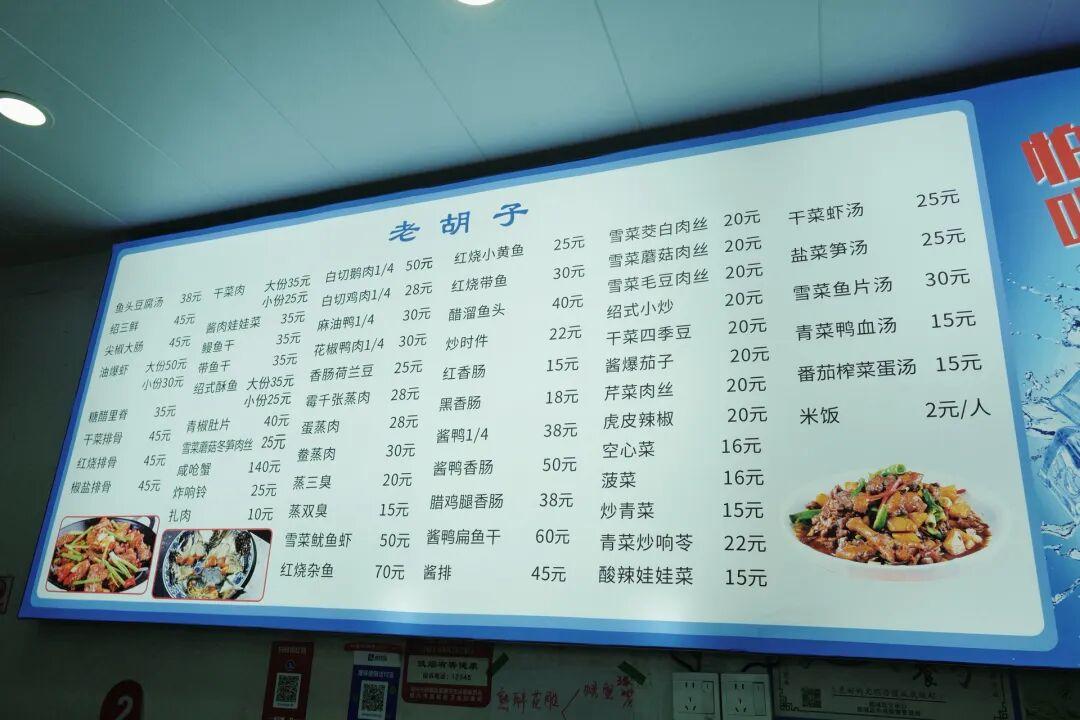 老胡子
鱼头豆腐汤 38元
绍三鲜 45元
尖椒大肠 45元
油爆虾 大份50元
小份30元
糖醋里脊 35元
干菜排骨 45元
红烧排骨 45元
椒盐排骨 45元
干菜肉 大份35元
小份25元
酱肉娃娃菜 35元
鳗鱼干 35元
带鱼干 35元
绍式酥鱼 大份35元
小份25元
青椒肚片 40元
雪菜蘑菇冬笋肉丝 25元
咸呛蟹 140元
炸响铃 25元
扎肉 10元
白切鹅肉1/4 50元
白切鸡肉1/4 28元
麻油鸭1/4 30元
花椒鸭肉1/4 30元
香肠荷兰豆 25元
霉千张蒸肉 28元
蛋蒸肉 28元
鲞蒸肉 30元
蒸三臭 20元
蒸双臭 15元
雪菜鱿鱼虾 50元
红烧杂鱼 70元
红烧小黄鱼 25元
红烧带鱼 30元
醋溜鱼头 40元
炒时件 22元
红香肠 15元
黑香肠 18元
酱鸭1/4 38元
酱鸭香肠 50元
腊鸡腿香肠 38元
酱鸭扁鱼干 60元
酱排 45元
雪菜茭白肉丝 20元
雪菜蘑菇肉丝 20元
雪菜毛豆肉丝 20元
绍式小炒 20元
干菜四季豆 20元
酱爆茄子 20元
芹菜肉丝 20元
虎皮辣椒 20元
空心菜 16元
菠菜 16元
炒青菜 15元
青菜炒响苓 22元
酸辣娃娃菜 15元
干菜虾汤 25元
盐菜笋汤 25元
雪菜鱼片汤 30元
青菜鸭血汤 15元
番茄榨菜蛋汤 15元
米饭 2元/人
怕
吸烟有害健康
2
熟醉花雕